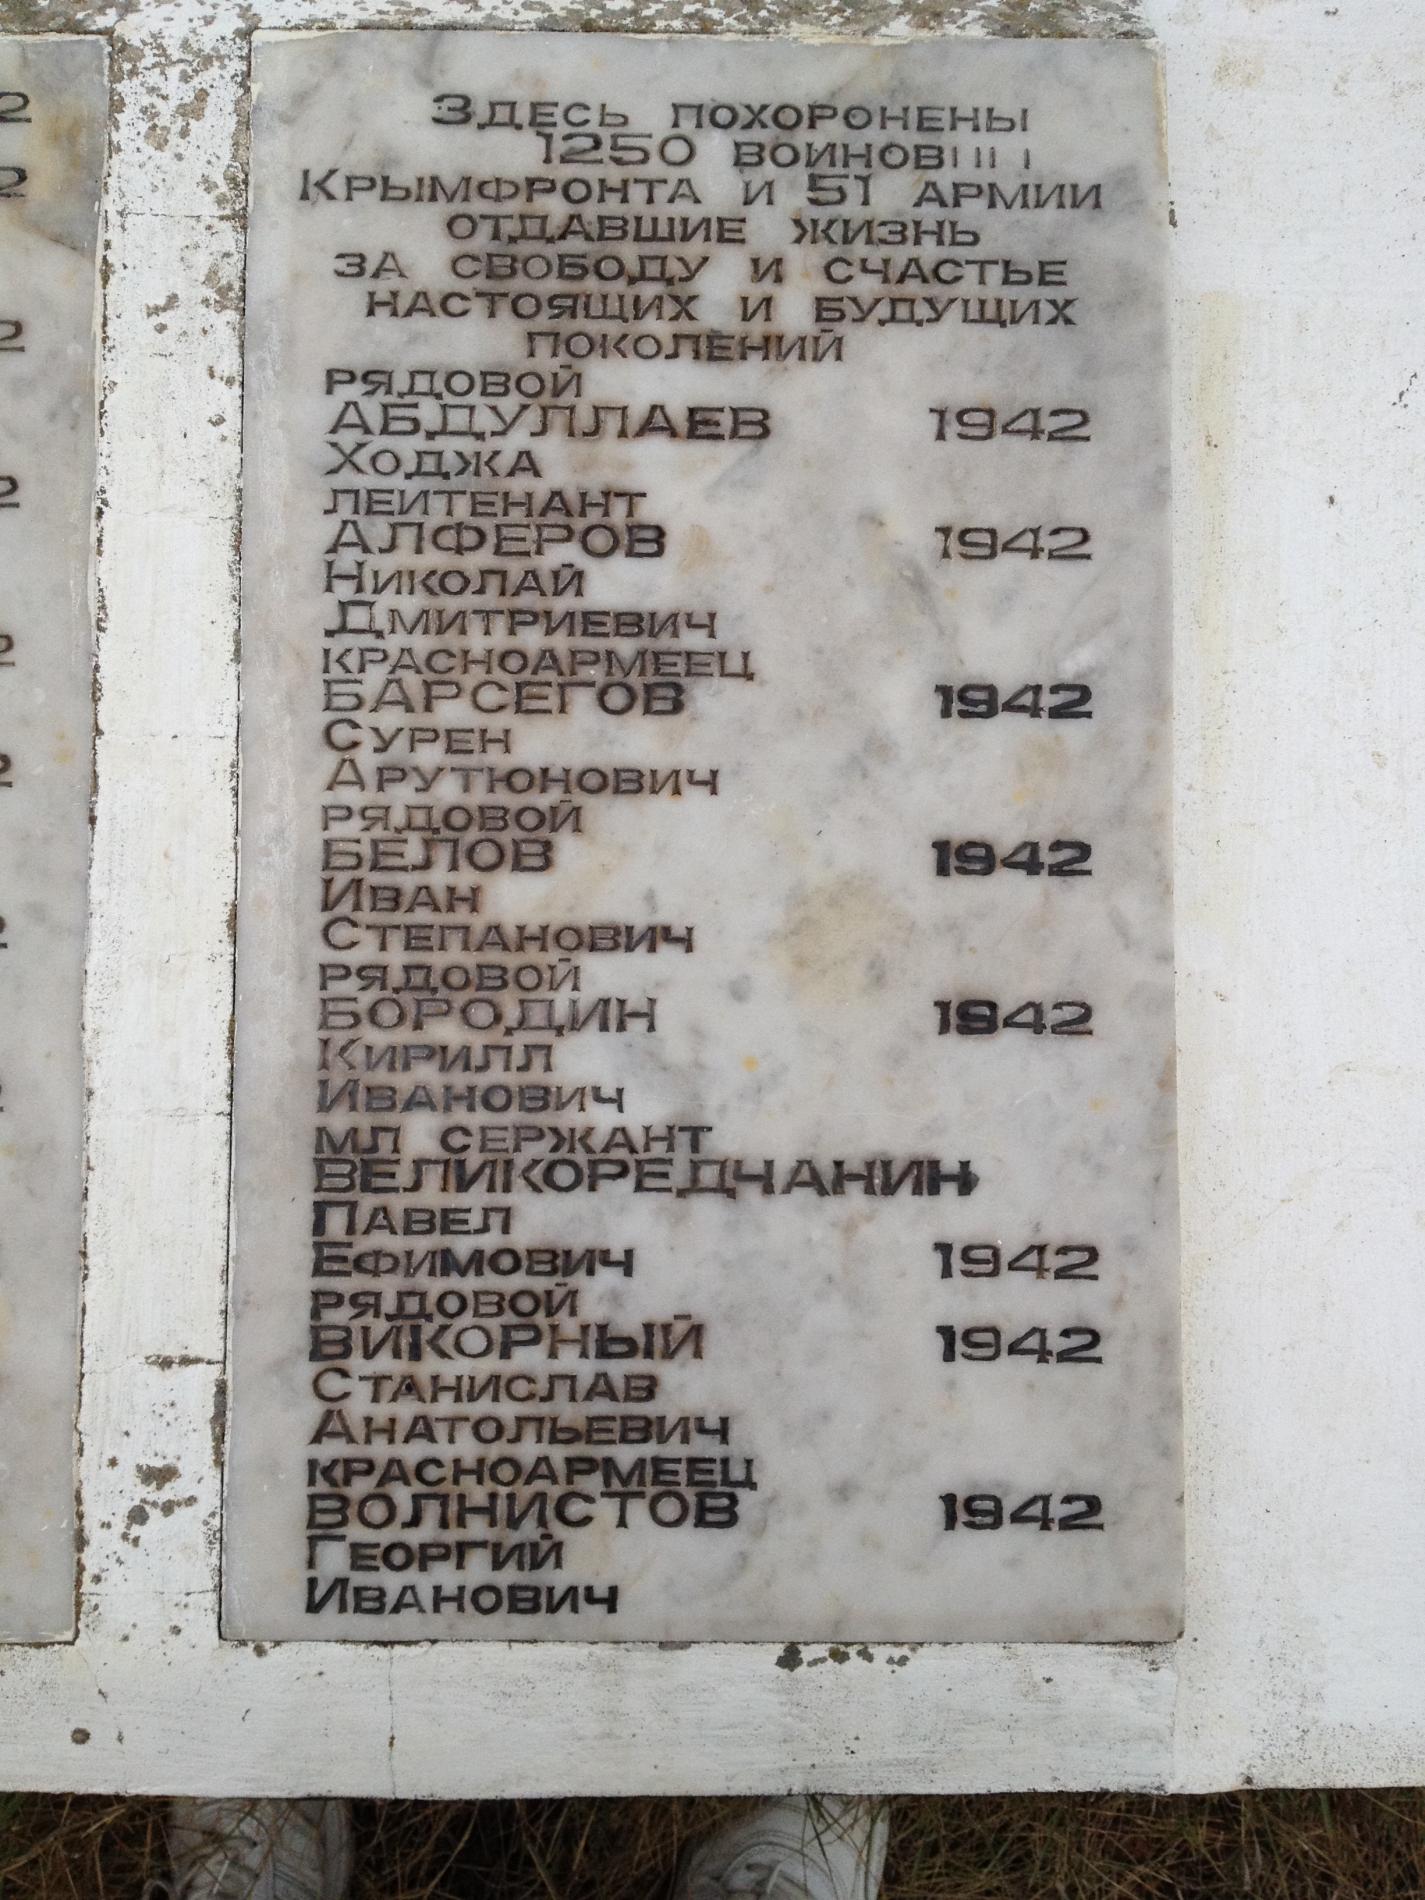 Здесь похоронены
1250 воинов
Крымфронта и 51 армии
отдавшие жизнь
за свободу и счастье
настоящих и будущих
поколений
рядовой
АБДУЛЛАЕВ 1942
Ходжа
леитенант
АЛФЕРОВ 1942
Николай
Дмитриевич
красноармеец
БАРСЕГОВ 1942
Сурен
Арутюнович
рядовой
БЕЛОВ 1942
Иван
Степанович
рядовой
БОРОДИН 1942
Кирилл
Иванович
мл сержант
ВЕЛИКОРЕДЧАНИН
Павел
Ефимович 1942
рядовой
ВИКОРНЫЙ 1942
Станислав
Анатольевич
красноармеец
ВОЛНИСТОВ 1942
Георгий
Иванович